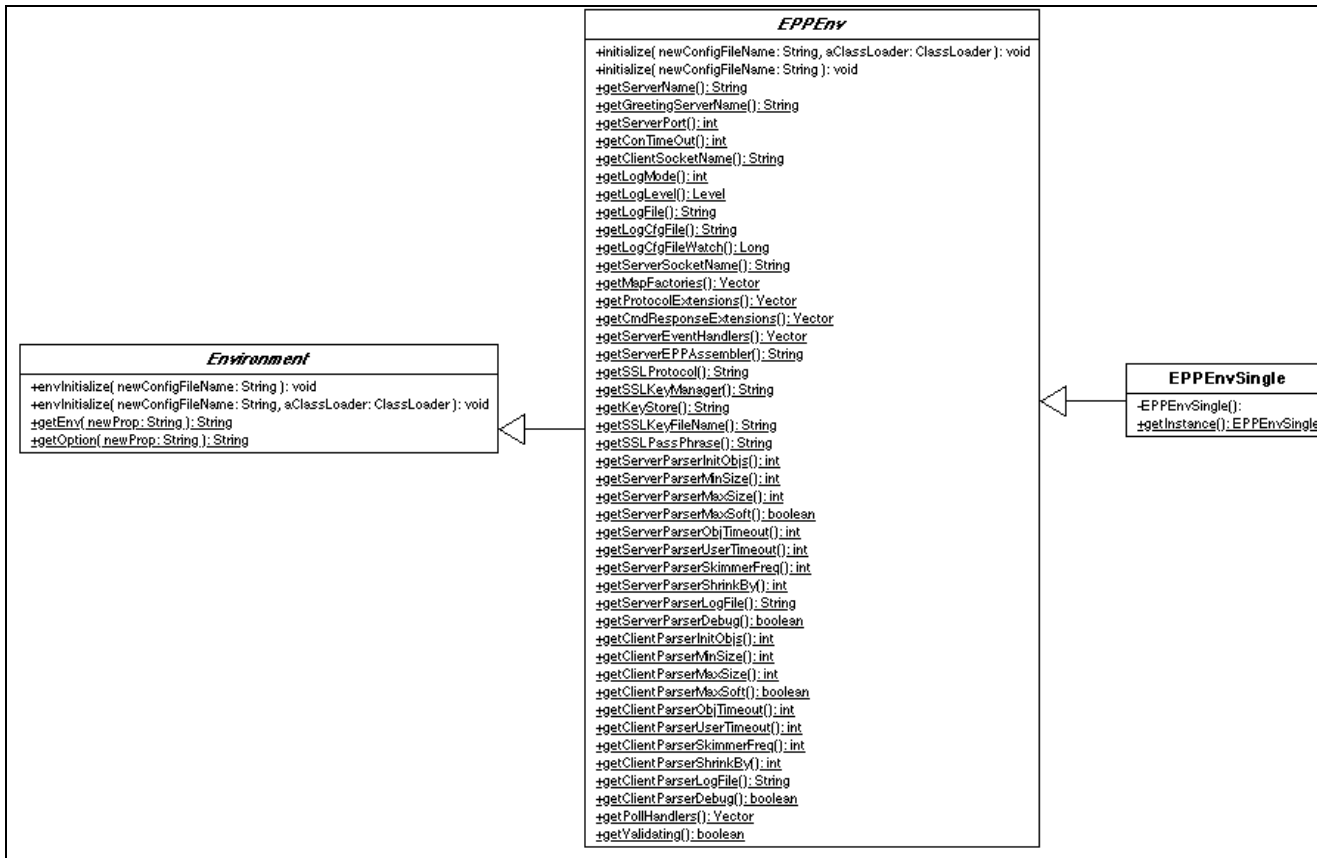 Environment
+envInitialize( newConfigFileName: String ): void
+envInitialize( newConfigFileName: String, aClassLoader: ClassLoader ): void
+getEnv( newProp: String ): String
+getOption( newProp: String ): String
EPPEnv
+initialize( newConfigFileName: String, aClassLoader: ClassLoader ): void
+initialize( newConfigFileName: String ): void
+getServerName(): String
+getGreetingServerName(): String
+getServerPort(): int
+getConTimeOut(): int
+getClientSocketName(): String
+getLogMode(): int
+getLogLevel(): Level
+getLogFile(): String
+getLogCfgFile(): String
+getLogCfgFileWatch(): Long
+getServerSocketName(): String
+getMapFactories(): Vector
+getProtocolExtensions(): Vector
+getCmdResponseExtensions(): Vector
+getServerEventHandlers(): Vector
+getServerEPPAssembler(): String
+getSSLProtocol(): String
+getSSLKeyManager(): String
+getKeyStore(): String
+getSSLKeyFileName(): String
+getSSLPassPhrase(): String
+getServerParserInitObjs(): int
+getServerParserMinSize(): int
+getServerParserMaxSize(): int
+getServerParserMaxSoft(): boolean
+getServerParserObjTimeout(): int
+getServerParserUserTimeout(): int
+getServerParserSkimmerFreq(): int
+getServerParserShrinkBy(): int
+getServerParserLogFile(): String
+getServerParserDebug(): boolean
+getClientParserInitObjs(): int
+getClientParserMinSize(): int
+getClientParserMaxSize(): int
+getClientParserMaxSoft(): boolean
+getClientParserObjTimeout(): int
+getClientParserUserTimeout(): int
+getClientParserSkimmerFreq(): int
+getClientParserShrinkBy(): int
+getClientParserLogFile(): String
+getClientParserDebug(): boolean
+getPollHandlers(): Vector
+getValidating(): boolean
EPPEnvSingle
-EPPEnvSingle():
+getInstance(): EPPEnvSingle